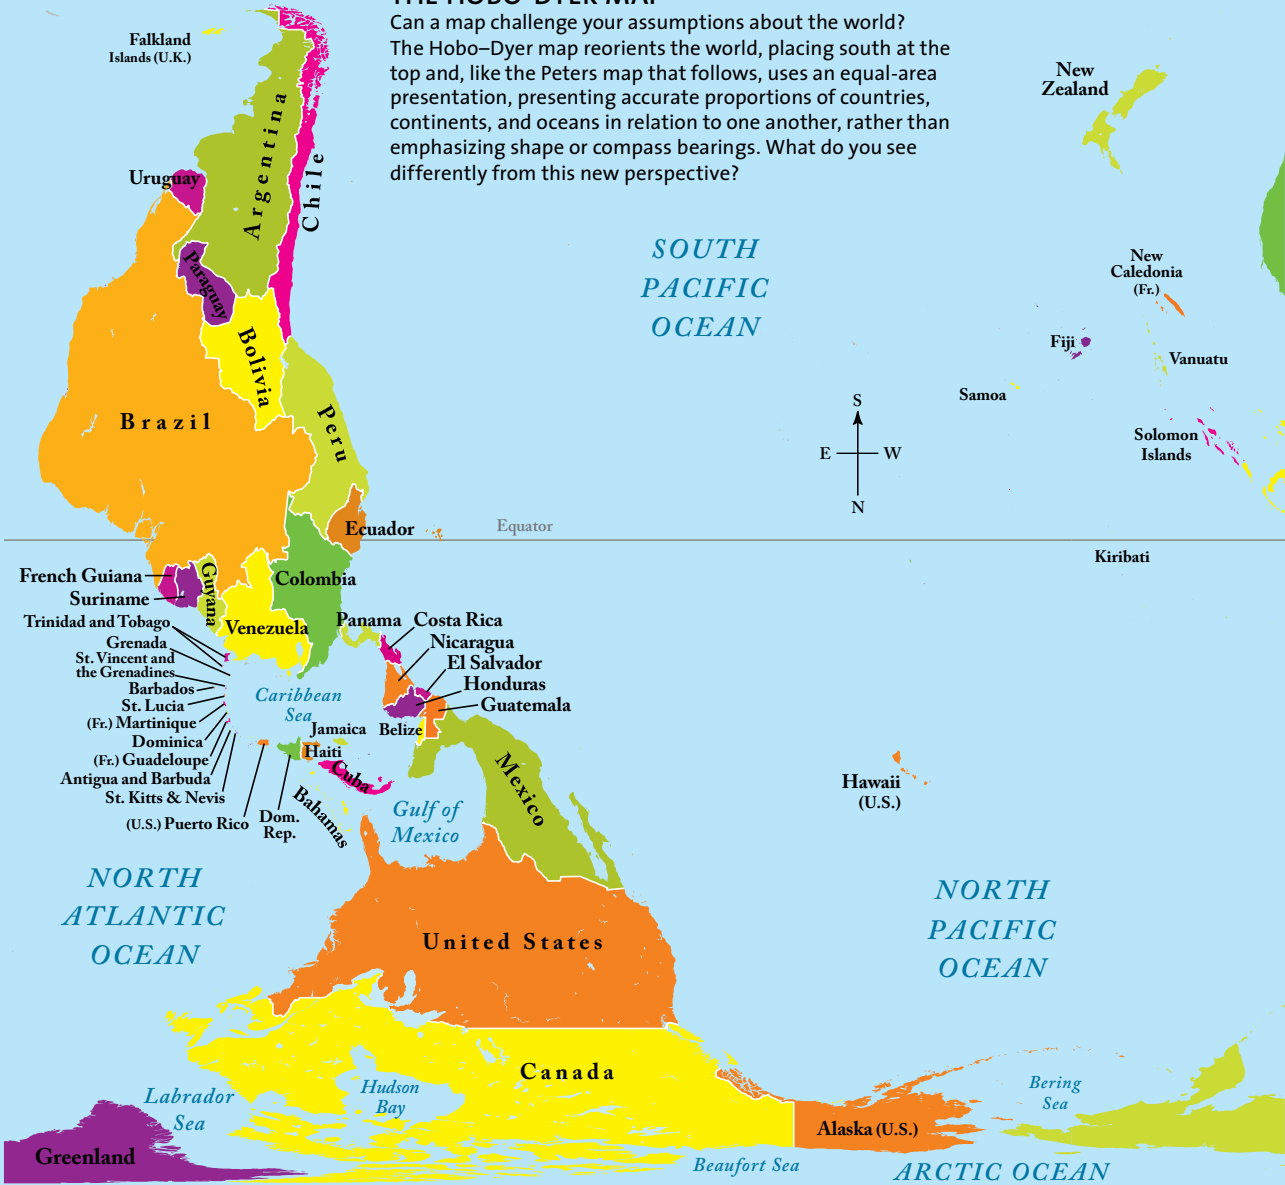 THE HOBO–DYER MAP
Can a map challenge your assumptions about the world?
The Hobo–Dyer map reorients the world, placing south at the
top and, like the Peters map that follows, uses an equal-area
presentation, presenting accurate proportions of countries,
continents, and oceans in relation to one another, rather than
emphasizing shape or compass bearings. What do you see
differently from this new perspective?
Falkland
Islands (U.K.)
New
Zealand
Argentina
Chile
Uruguay
Paraguay
SOUTH
PACIFIC
OCEAN
New
Caledonia
(Fr.)
Fiji
Vanuatu
Samoa
Solomon
Islands
Bolivia
Brazil
Peru
S
E
W
N
Ecuador
Equator
Kiribati
French Guiana
Suriname
Guyana
Colombia
Venezuela
Trinidad and Tobago
Grenada
St. Vincent and
the Grenadines
Barbados
St. Lucia
(Fr.) Martinique
Dominica
(Fr.) Guadeloupe
Antigua and Barbuda
St. Kitts & Nevis
(U.S.) Puerto Rico
Dom.
Rep.
Panama
Costa Rica
Nicaragua
El Salvador
Honduras
Guatemala
Belize
Caribbean
Sea
Jamaica
Haiti
Cuba
Bahamas
Gulf of
Mexico
Mexico
Hawaii
(U.S.)
NORTH
ATLANTIC
OCEAN
NORTH
PACIFIC
OCEAN
United States
Canada
Hudson
Bay
Labrador
Sea
Greenland
Bering
Sea
Alaska (U.S.)
Beaufort Sea
ARCTIC OCEAN